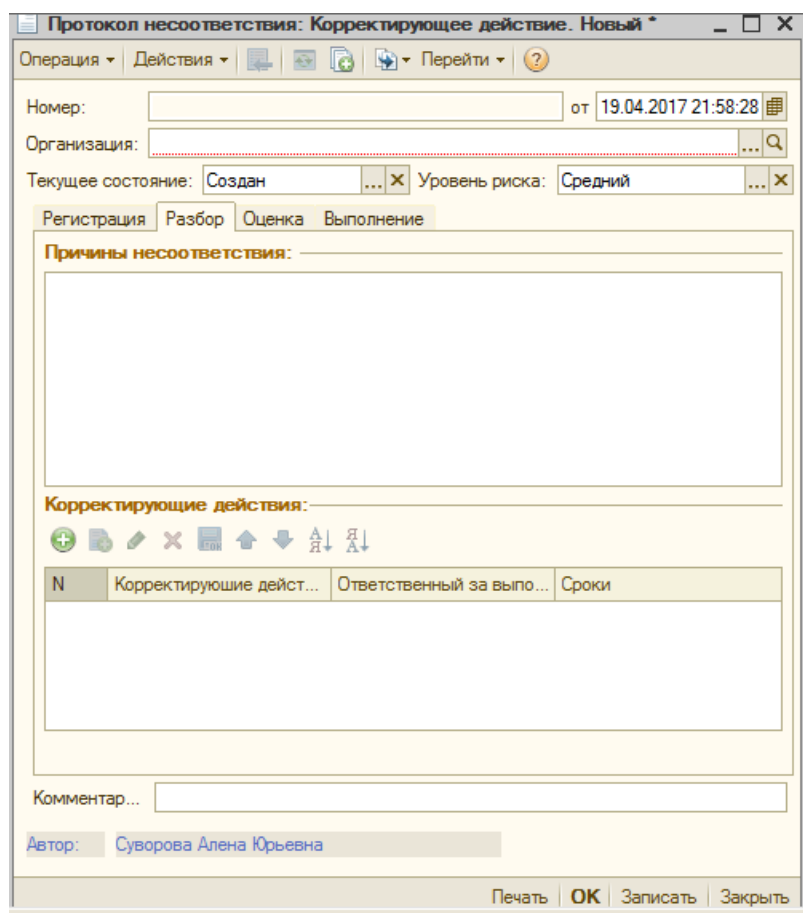 Протокол несоответствия: Корректирующее действие. Новый *
Операция Действия Перейти
Номер: от 19.04.2017 21:58:28
Организация: ...
Текущее состояние: Создан ... Уровень риска: Средний ...
Регистрация Разбор Оценка Выполнение
Причины несоответствия:
Корректирующие действия:
N Корректируюшие дейст... Ответственный за выпо... Сроки
Комментар...
Автор: Суворова Алена Юрьевна
Печать OK Записать Закрыть